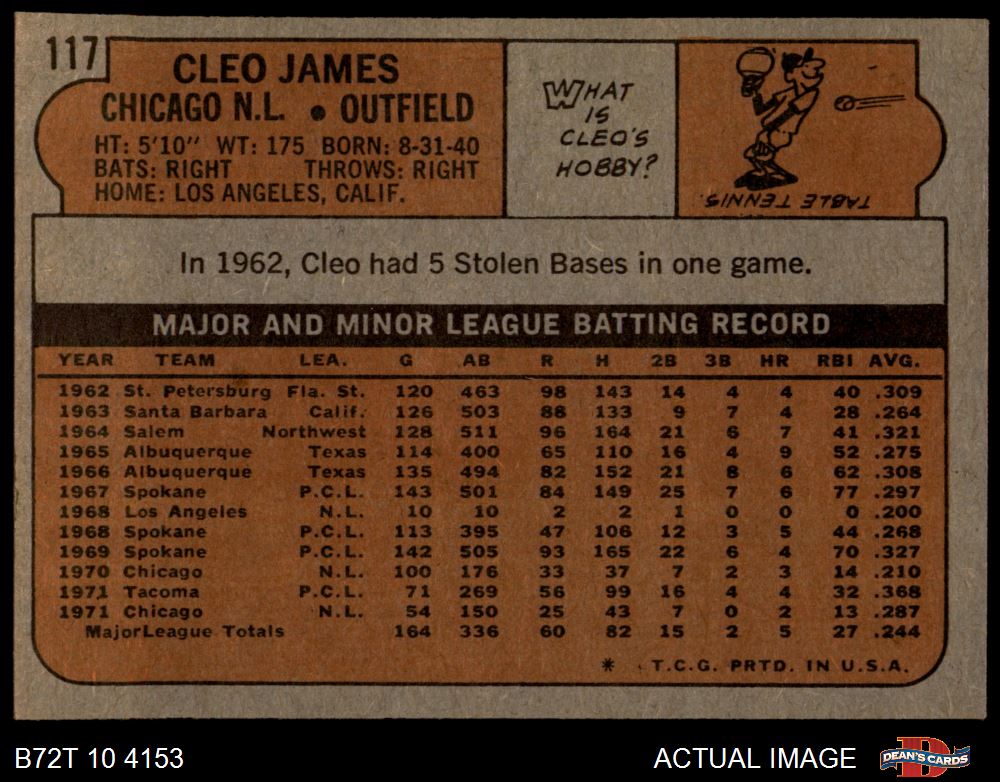 117
CLEO JAMES
CHICAGO N.L. • OUTFIELD
HT: 5'10" WT: 175 BORN: 8-31-40
BATS: RIGHT THROWS: RIGHT
HOME: LOS ANGELES, CALIF.
WHAT
IS
CLEO'S
HOBBY?
TABLE TENNIS.
In 1962, Cleo had 5 Stolen Bases in one game.
MAJOR AND MINOR LEAGUE BATTING RECORD
YEAR TEAM LEA. G AB R H 2B 3B HR RBI AVG.
1962 St. Petersburg Fla. St. 120 463 98 143 14 4 4 40 .309
1963 Santa Barbara Calif. 126 503 88 133 9 7 4 28 .264
1964 Salem Northwest 128 511 96 164 21 6 7 41 .321
1965 Albuquerque Texas 114 400 65 110 16 4 9 52 .275
1966 Albuquerque Texas 135 494 82 152 21 8 6 62 .308
1967 Spokane P.C.L. 143 501 84 149 25 7 6 77 .297
1968 Los Angeles N.L. 10 10 2 2 1 0 0 0 .200
1968 Spokane P.C.L. 113 395 47 106 12 3 5 44 .268
1969 Spokane P.C.L. 142 505 93 165 22 6 4 70 .327
1970 Chicago N.L. 100 176 33 37 7 2 3 14 .210
1971 Tacoma P.C.L. 71 269 56 99 16 4 4 32 .368
1971 Chicago N.L. 54 150 25 43 7 0 2 13 .287
Major League Totals 164 336 60 82 15 2 5 27 .244
* T.C.G. PRTD. IN U.S.A.
B72T 10 4153
ACTUAL IMAGE
DEAN'S CARDS